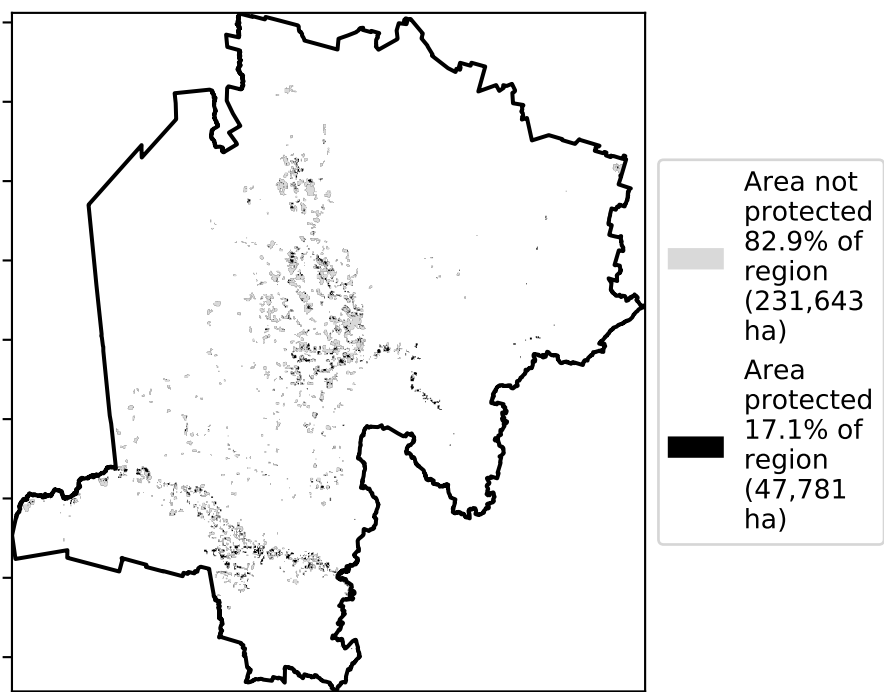 Area not
protected
82.9% of
region
(231,643
ha)
Area
protected
17.1% of
region
(47,781
ha)